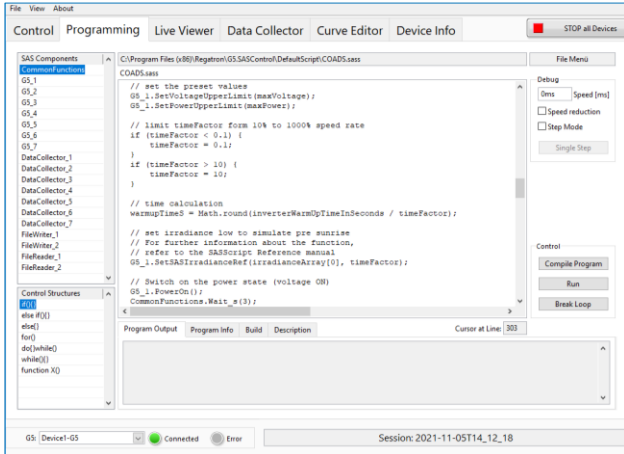 File View About
Control Programming Live Viewer Data Collector Curve Editor Device Info STOP all Devices
SAS Components
CommonFunctions
G5_1
G5_2
G5_3
G5_4
G5_5
G5_6
G5_7
DataCollector_1
DataCollector_2
DataCollector_3
DataCollector_4
DataCollector_5
DataCollector_6
DataCollector_7
FileWriter_1
FileWriter_2
FileReader_1
FileReader_2
Control Structures
if(){}
else if(){}
else{}
for()
do{}while()
while(){}
function X()
C:\Program Files (x86)\Regatron\G5.SASControl\DefaultScript\COADS.sass
COADS.sass
// set the preset values
G5_1.SetVoltageUpperLimit(maxVoltage);
G5_1.SetPowerUpperLimit(maxPower);
// limit timeFactor form 10% to 1000% speed rate
if (timeFactor < 0.1) {
timeFactor = 0.1;
}
if (timeFactor > 10) {
timeFactor = 10;
}
// time calculation
warmupTimeS = Math.round(inverterWarmUpTimeInSeconds / timeFactor);
// set irradiance low to simulate pre sunrise
// For further information about the function,
// refer to the SASScript Reference manual
G5_1.SetSASIrradianceRef(irradianceArray[0], timeFactor);
// Switch on the power state (voltage ON)
G5_1.PowerOn();
CommonFunctions.Wait_s(3);
Program Output Program Info Build Description Cursor at Line: 303
File Menü
Debug
0ms Speed [ms]
Speed reduction
Step Mode
Single Step
Control
Compile Program
Run
Break Loop
G5: Device1-G5 Connected Error Session: 2021-11-05T14_12_18